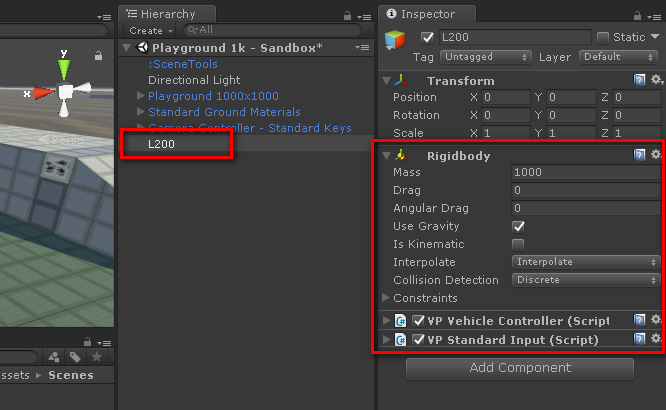 y
x
Persp
ssets ▸ Scenes
Hierarchy
Create All
Playground 1k - Sandbox*
:SceneTools
Directional Light
Playground 1000x1000
Standard Ground Materials
Camera Controller - Standard Keys
L200
Inspector
L200 Static
Tag Untagged Layer Default
Transform
Position X 0 Y 0 Z 0
Rotation X 0 Y 0 Z 0
Scale X 1 Y 1 Z 1
Rigidbody
Mass 1000
Drag 0
Angular Drag 0
Use Gravity
Is Kinematic
Interpolate Interpolate
Collision Detection Discrete
Constraints
VP Vehicle Controller (Script
VP Standard Input (Script)
Add Component